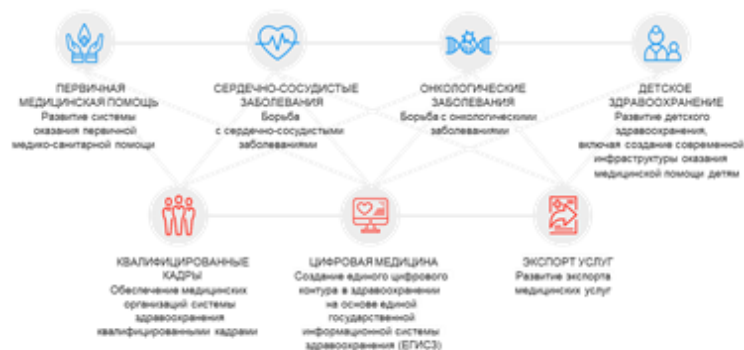 ПЕРВИЧНАЯ
МЕДИЦИНСКАЯ ПОМОЩЬ
Развитие системы
оказания первичной
медико-санитарной помощи
СЕРДЕЧНО-СОСУДИСТЫЕ
ЗАБОЛЕВАНИЯ
Борьба
с сердечно-сосудистыми
заболеваниями
ОНКОЛОГИЧЕСКИЕ
ЗАБОЛЕВАНИЯ
Борьба с онкологическими
заболеваниями
ДЕТСКОЕ
ЗДРАВООХРАНЕНИЕ
Развитие детского
здравоохранения,
включая создание современной
инфраструктуры оказания
медицинской помощи детям
КВАЛИФИЦИРОВАННЫЕ
КАДРЫ
Обеспечение медицинских
организаций системы
здравоохранения
квалифицированными кадрами
ЦИФРОВАЯ МЕДИЦИНА
Создание единого цифрового
контура в здравоохранении
на основе единой
государственной
информационной системы
здравоохранения (ЕГИСЗ)
ЭКСПОРТ УСЛУГ
Развитие экспорта
медицинских услуг